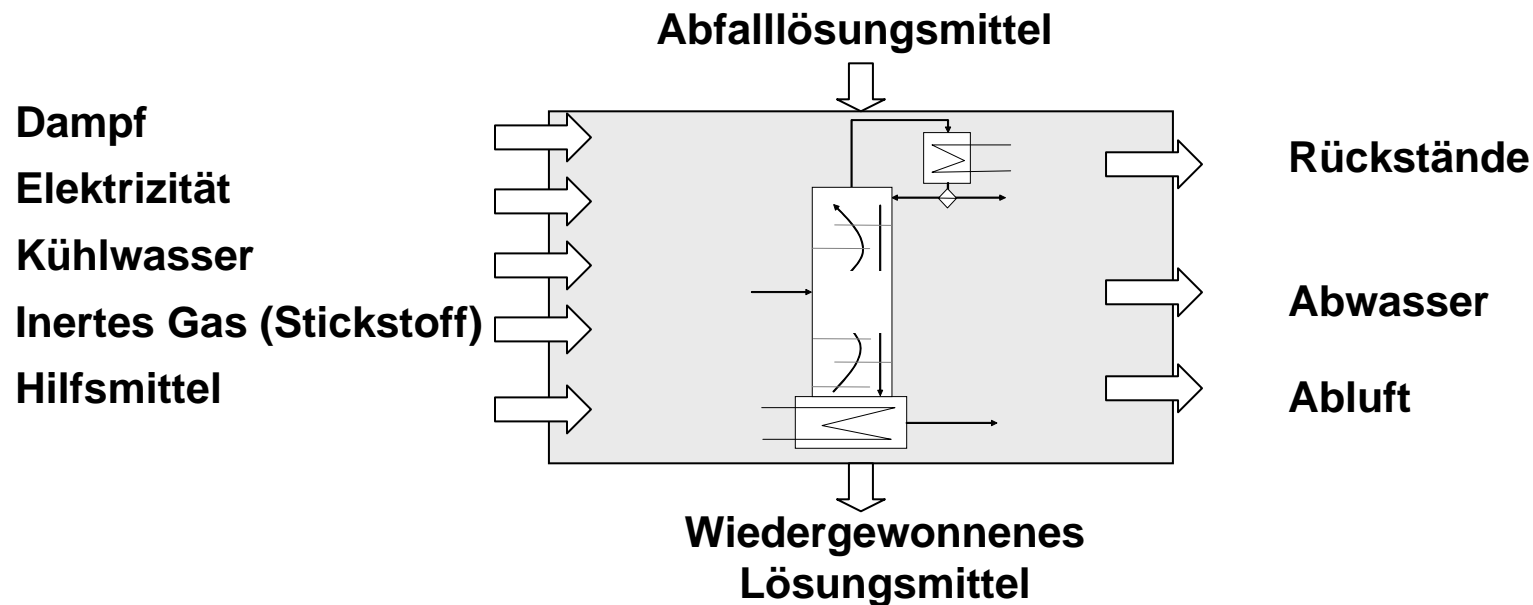 Abfalllösungsmittel
Dampf
Elektrizität
Kühlwasser
Inertes Gas (Stickstoff)
Hilfsmittel
Rückstände
Abwasser
Abluft
Wiedergewonnenes
Lösungsmittel